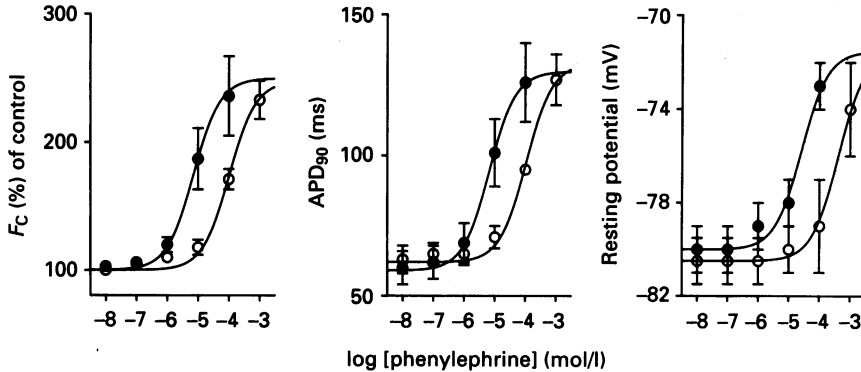 300
200
100
F_C (%) of control
−8 −7 −6 −5 −4 −3
150
100
50
APD90 (ms)
−8 −7 −6 −5 −4 −3
−70
−74
−78
−82
Resting potential (mV)
−8 −7 −6 −5 −4 −3
log [phenylephrine] (mol/l)